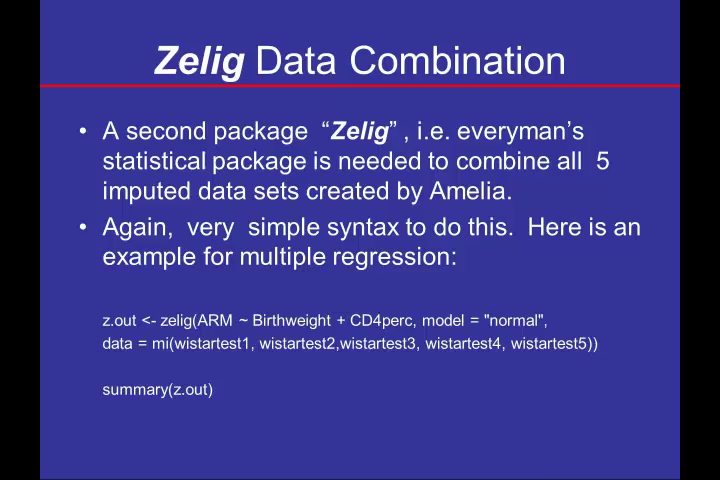 Zelig Data Combination
• A second package “Zelig” , i.e. everyman’s
statistical package is needed to combine all 5
imputed data sets created by Amelia.
• Again, very simple syntax to do this. Here is an
example for multiple regression:
z.out <- zelig(ARM ~ Birthweight + CD4perc, model = "normal",
data = mi(wistartest1, wistartest2,wistartest3, wistartest4, wistartest5))
summary(z.out)